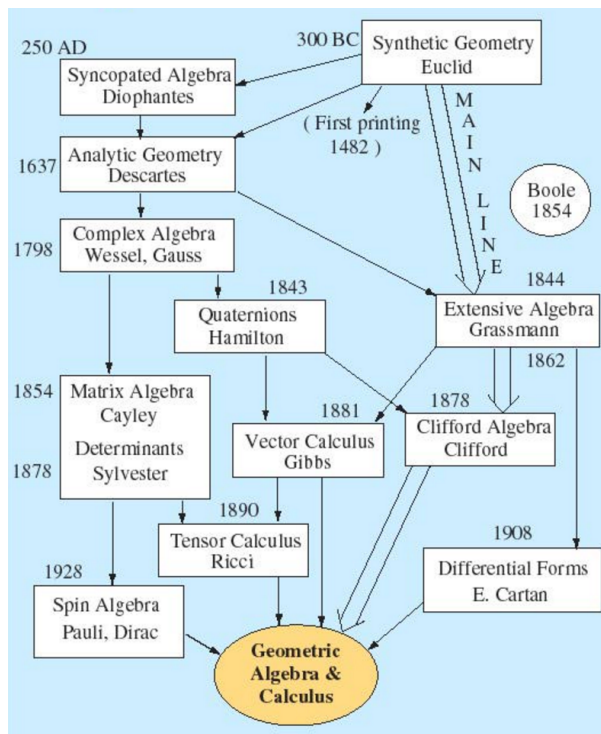 300 BC
Synthetic Geometry
Euclid
250 AD
Syncopated Algebra
Diophantes
( First printing
1482 )
MAIN LINE
1637
Analytic Geometry
Descartes
Boole
1854
1798
Complex Algebra
Wessel, Gauss
1843
Quaternions
Hamilton
1844
Extensive Algebra
Grassmann
1862
1854
Matrix Algebra
Cayley
Determinants
Sylvester
1878
1881
Vector Calculus
Gibbs
1878
Clifford Algebra
Clifford
1890
Tensor Calculus
Ricci
1908
Differential Forms
E. Cartan
1928
Spin Algebra
Pauli, Dirac
Geometric
Algebra &
Calculus